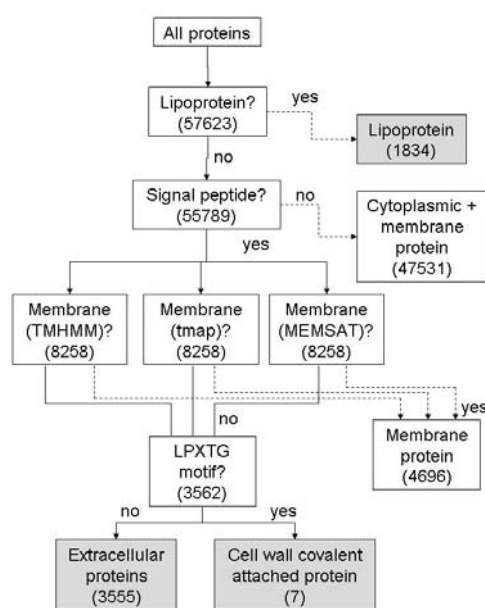 All proteins
Lipoprotein?
(57623)
yes
Lipoprotein
(1834)
no
Signal peptide?
(55789)
no
Cytoplasmic +
membrane
protein
(47531)
yes
Membrane
(TMHMM)?
(8258)
Membrane
(tmap)?
(8258)
Membrane
(MEMSAT)?
(8258)
yes
no
Membrane
protein
(4696)
LPXTG
motif?
(3562)
no
yes
Extracellular
proteins
(3555)
Cell wall covalent
attached protein
(7)